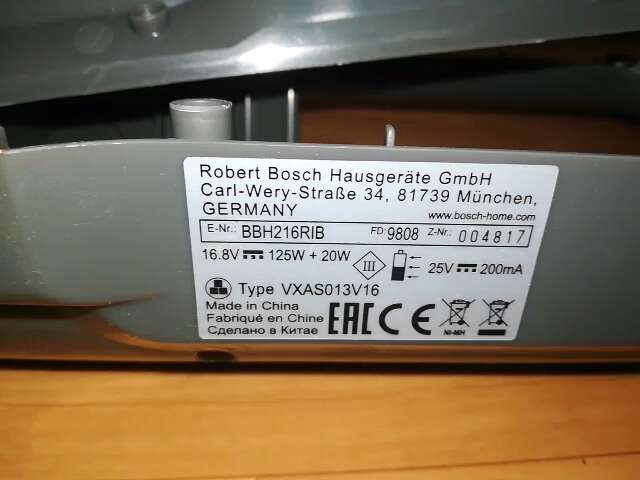 Robert Bosch Hausgeräte GmbH
Carl-Wery-Straße 34, 81739 München,
GERMANY
www.bosch-home.com
E-Nr.: BBH216RIB FD: 9808 Z-Nr.: 004817
16.8V 125W + 20W III 25V 200mA
Type VXAS013V16
Made in China
Fabriqué en Chine
Сделано в Китае
EAC CE NI-MH